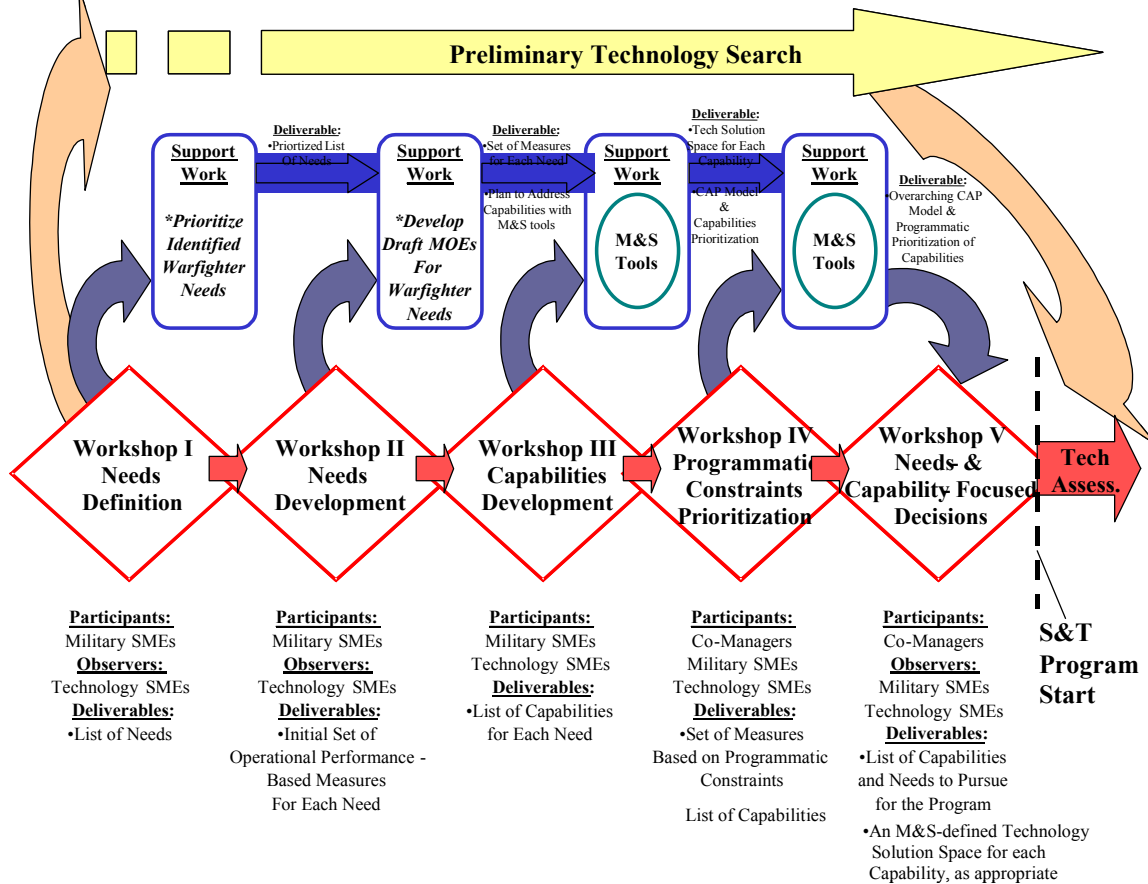 Preliminary Technology Search
Support
Work
*Prioritize
Identified
Warfighter
Needs
Deliverable:
•Prioritized List
Of Needs
Support
Work
*Develop
Draft MOEs
For
Warfighter
Needs
Deliverable:
•Set of Measures
for Each Need
•Plan to Address
Capabilities with
M&S tools
Support
Work
M&S
Tools
Deliverable:
•Tech Solution
Space for Each
Capability
•CAP Model
&
Capabilities
Prioritization
Support
Work
M&S
Tools
Deliverable:
•Overarching CAP
Model &
Programmatic
Prioritization of
Capabilities
Workshop I
Needs
Definition
Workshop II
Needs
Development
Workshop III
Capabilities
Development
Workshop IV
Programmatic
Constraints
Prioritization
Workshop V
Needs- &
Capability-Focused
Decisions
Tech
Assess.
Participants:
Military SMEs
Observers:
Technology SMEs
Deliverables:
•List of Needs
Participants:
Military SMEs
Observers:
Technology SMEs
Deliverables:
•Initial Set of
Operational Performance -
Based Measures
For Each Need
Participants:
Military SMEs
Technology SMEs
Deliverables:
•List of Capabilities
for Each Need
Participants:
Co-Managers
Military SMEs
Technology SMEs
Deliverables:
•Set of Measures
Based on Programmatic
Constraints
List of Capabilities
Participants:
Co-Managers
Observers:
Military SMEs
Technology SMEs
Deliverables:
•List of Capabilities
and Needs to Pursue
for the Program
•An M&S-defined Technology
Solution Space for each
Capability, as appropriate
S&T
Program
Start